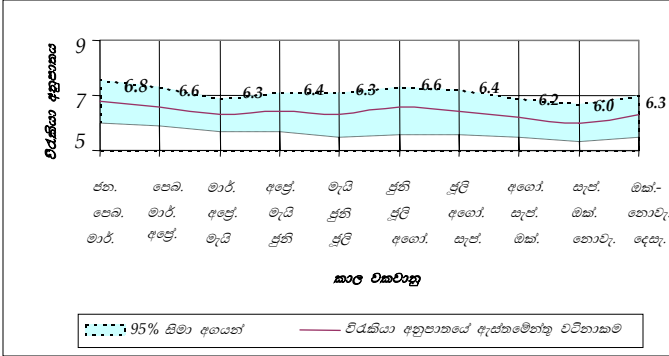 විරැකියා අනුපාතය
9
7
5
6.8 6.6 6.3 6.4 6.3 6.6 6.4 6.2 6.0 6.3
ජන. පෙබ. මාර්. අප්‍රේ. මැයි ජුනි ජූලි අගෝ. සැප්. ඔක්-
පෙබ. මාර්. අප්‍රේ. මැයි ජුනි ජූලි අගෝ. සැප්. ඔක්. නොවැ.
මාර්. අප්‍රේ. මැයි ජුනි ජූලි අගෝ. සැප්. ඔක්. නොවැ. දෙසැ.
කාල වකවානු
95% සීමා අගයන් විරැකියා අනුපාතයේ ඇස්තමේන්තු වටිනාකම